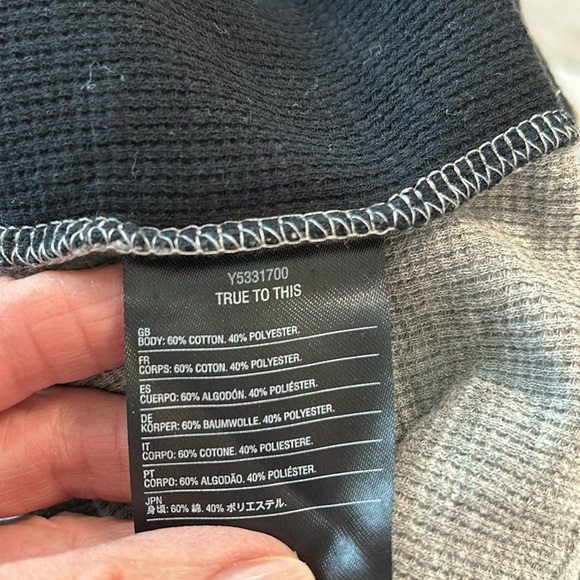 Y5331700
TRUE TO THIS
GB
BODY: 60% COTTON. 40% POLYESTER.
FR
CORPS: 60% COTON. 40% POLYESTER.
ES
CUERPO: 60% ALGODÓN. 40% POLIÉSTER.
DE
KÖRPER: 60% BAUMWOLLE. 40% POLYESTER.
IT
CORPO: 60% COTONE. 40% POLIESTERE.
PT
CORPO: 60% ALGODÃO. 40% POLIÉSTER.
JPN
身頃: 60% 綿. 40% ポリエステル.